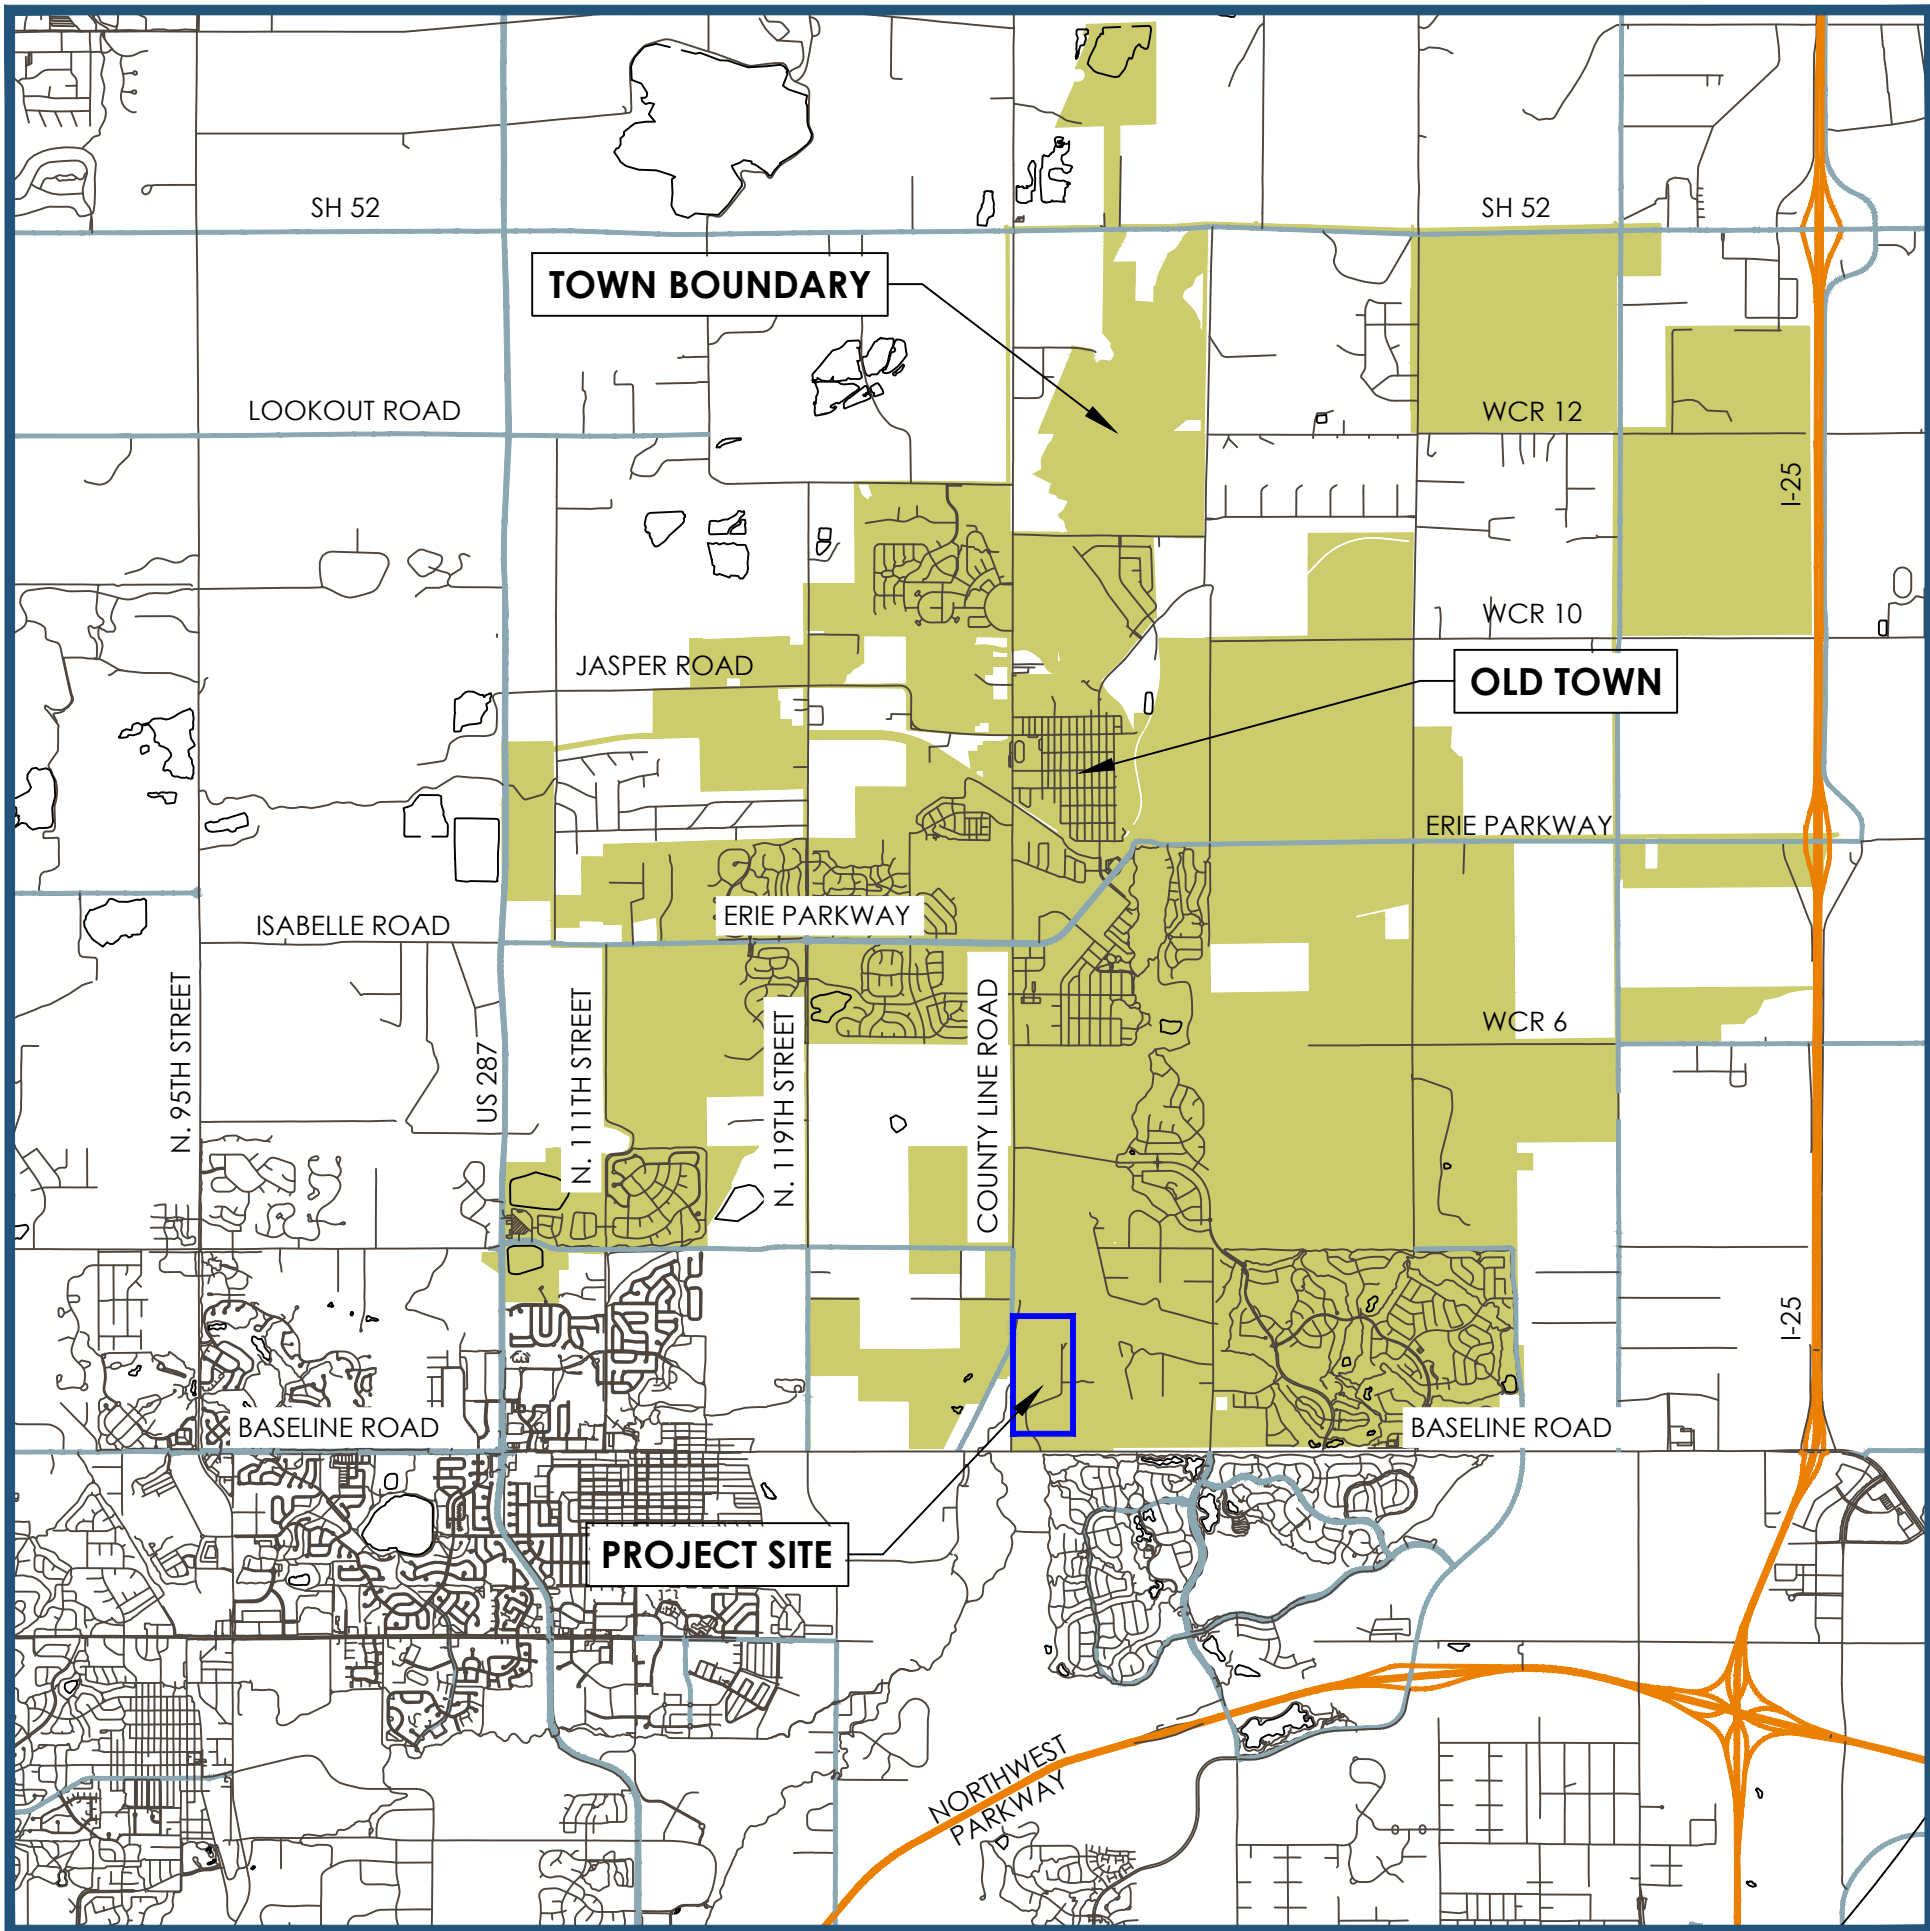 SH 52
SH 52
TOWN BOUNDARY
LOOKOUT ROAD
WCR 12
I-25
WCR 10
JASPER ROAD
OLD TOWN
ERIE PARKWAY
ERIE PARKWAY
ISABELLE ROAD
N. 95TH STREET
US 287
N. 111TH STREET
N. 119TH STREET
COUNTY LINE ROAD
WCR 6
I-25
BASELINE ROAD
BASELINE ROAD
PROJECT SITE
NORTHWEST
PARKWAY